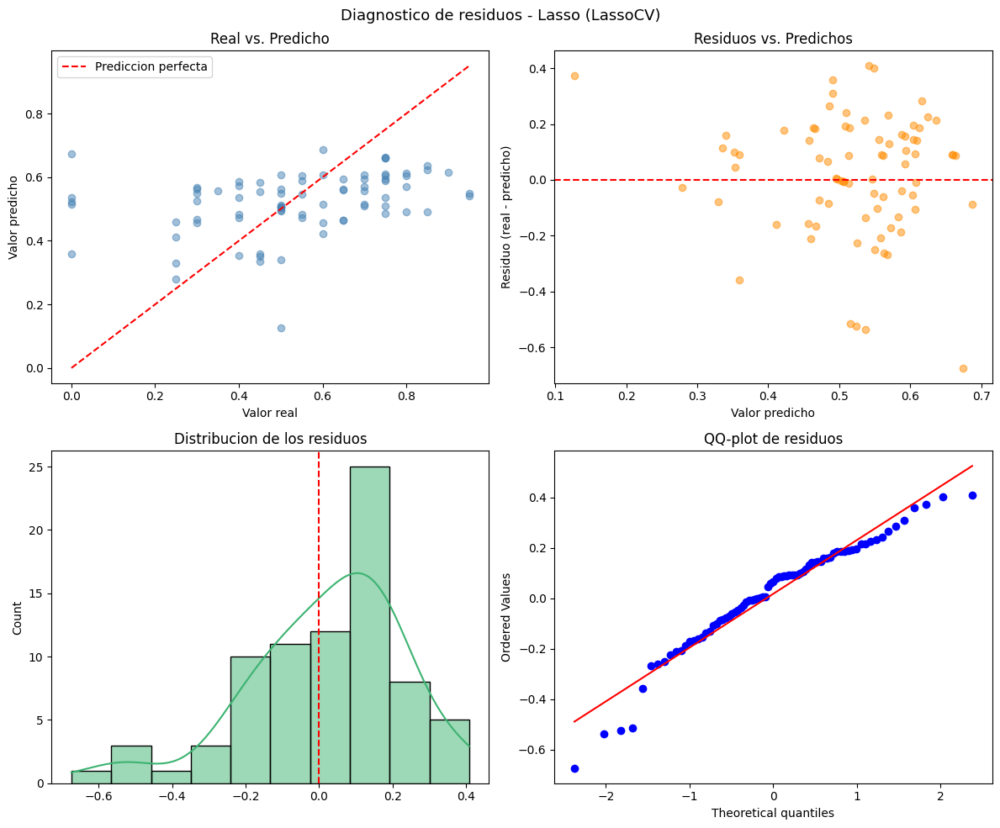 Diagnostico de residuos - Lasso (LassoCV)
Real vs. Predicho
Prediccion perfecta
0.8
0.6
0.4
0.2
0.0
Valor predicho
0.0 0.2 0.4 0.6 0.8
Valor real
Residuos vs. Predichos
0.4
0.2
0.0
−0.2
−0.4
−0.6
Residuo (real - predicho)
0.1 0.2 0.3 0.4 0.5 0.6 0.7
Valor predicho
Distribucion de los residuos
25
20
15
10
5
0
Count
−0.6 −0.4 −0.2 0.0 0.2 0.4
QQ-plot de residuos
0.4
0.2
0.0
−0.2
−0.4
−0.6
Ordered Values
−2 −1 0 1 2
Theoretical quantiles